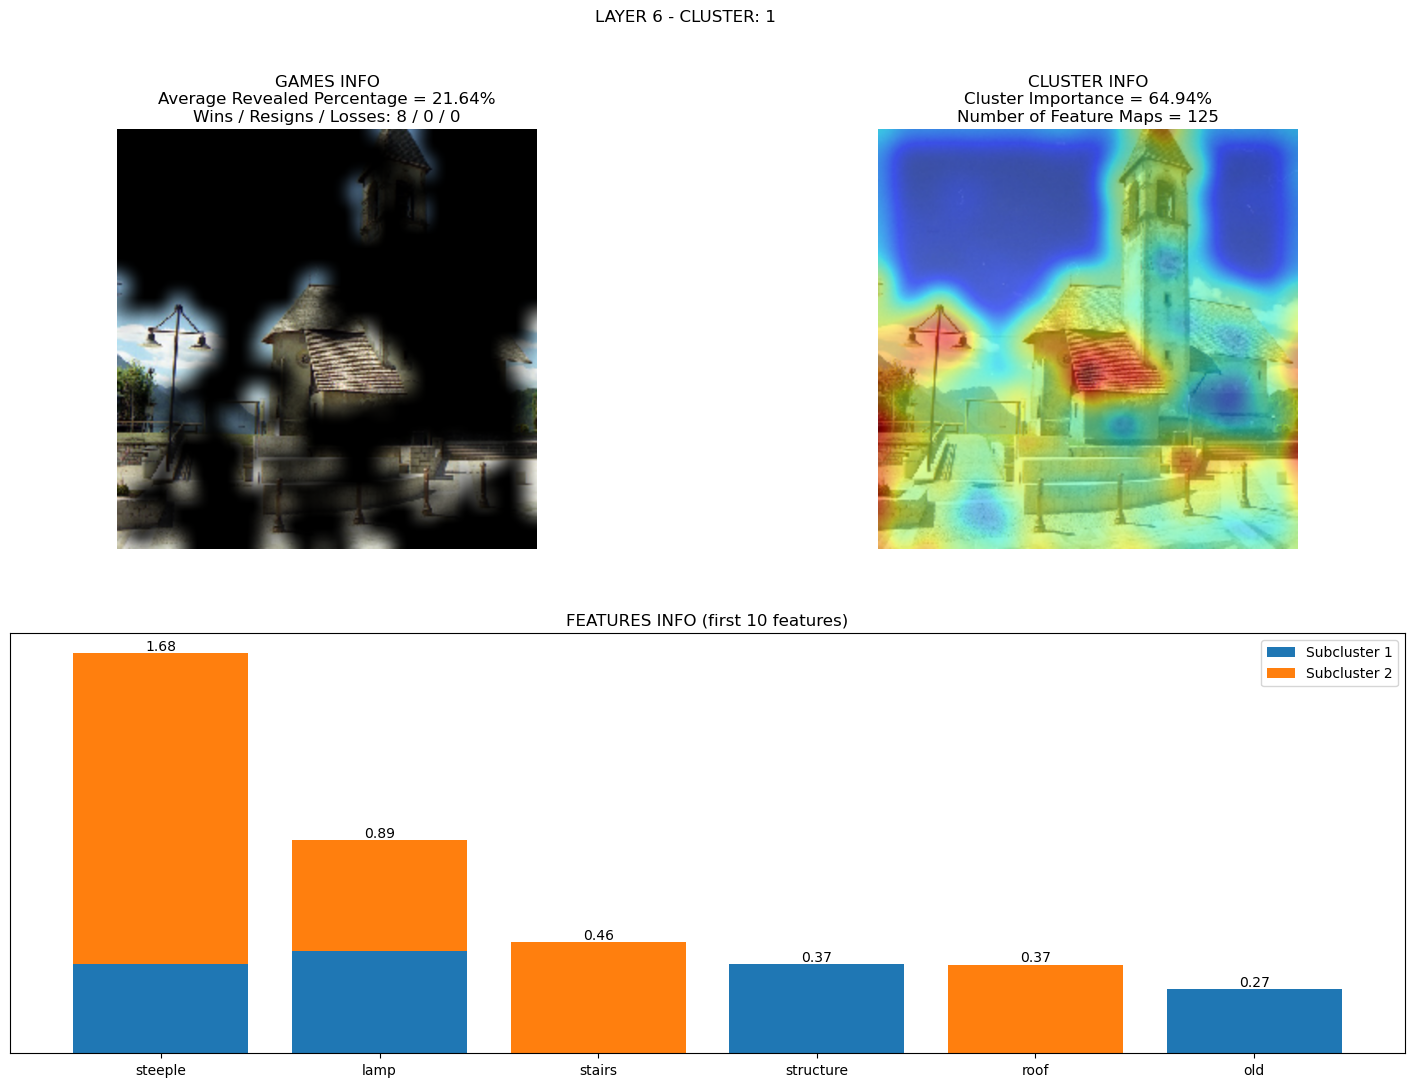 LAYER 6 - CLUSTER: 1
GAMES INFO
Average Revealed Percentage = 21.64%
Wins / Resigns / Losses: 8 / 0 / 0
CLUSTER INFO
Cluster Importance = 64.94%
Number of Feature Maps = 125
FEATURES INFO (first 10 features)
Subcluster 1
Subcluster 2
1.68
0.89
0.46
0.37
0.37
0.27
steeple
lamp
stairs
structure
roof
old